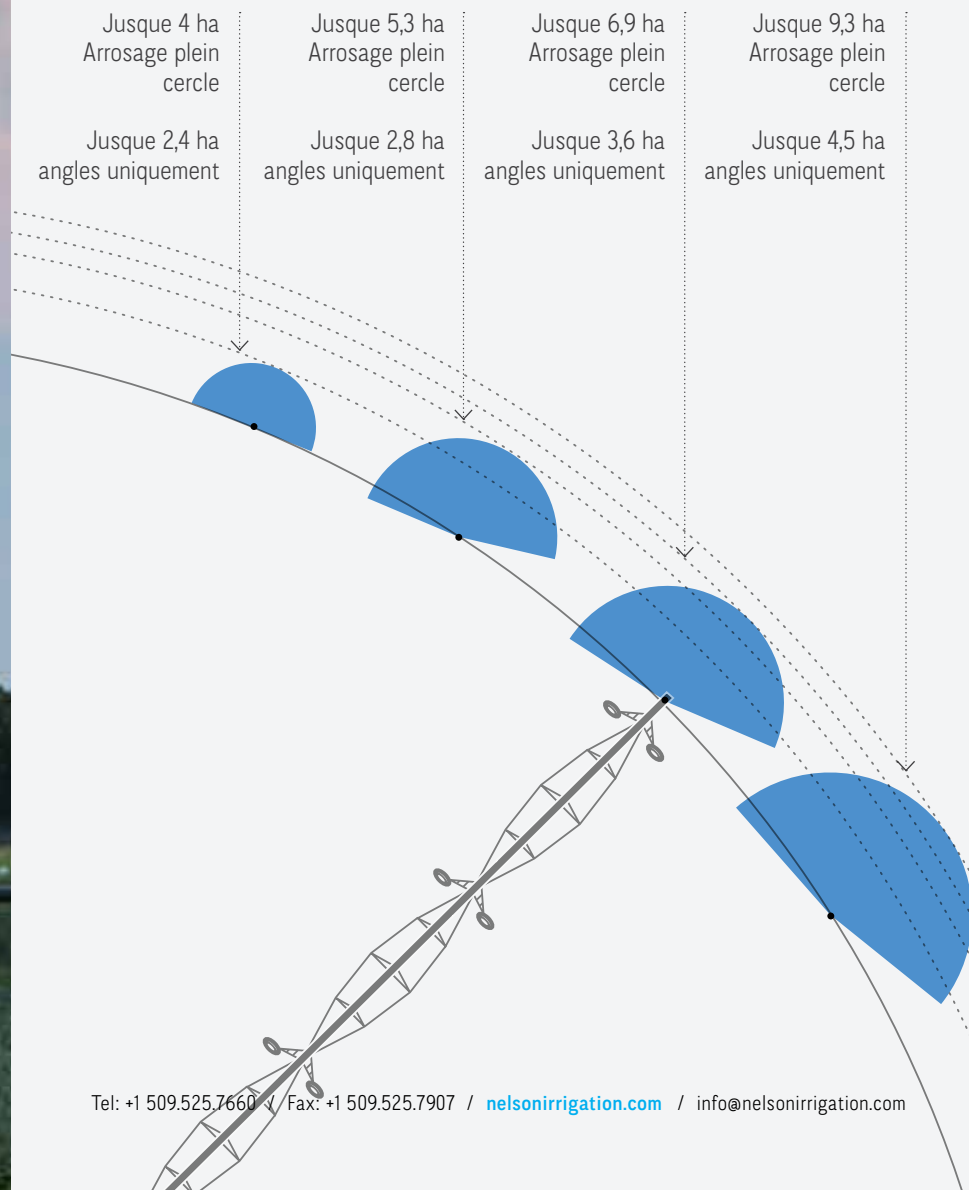 Jusque 4 ha
Arrosage plein
cercle
Jusque 2,4 ha
angles uniquement
Jusque 5,3 ha
Arrosage plein
cercle
Jusque 2,8 ha
angles uniquement
Jusque 6,9 ha
Arrosage plein
cercle
Jusque 3,6 ha
angles uniquement
Jusque 9,3 ha
Arrosage plein
cercle
Jusque 4,5 ha
angles uniquement
Tel: +1 509.525.7660 / Fax: +1 509.525.7907 / nelsonirrigation.com / info@nelsonirrigation.com